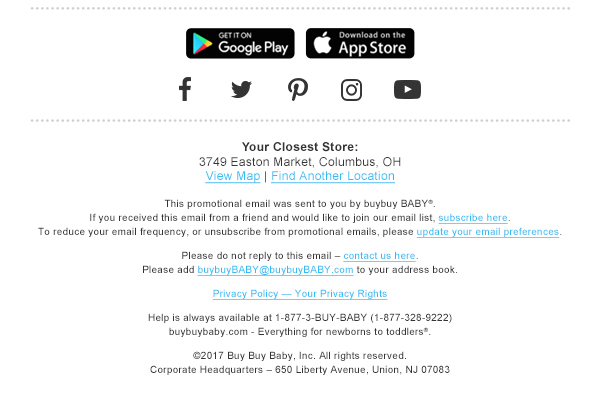 GET IT ON
Google Play
Download on the
App Store
Your Closest Store:
3749 Easton Market, Columbus, OH
View Map | Find Another Location
This promotional email was sent to you by buybuy BABY®.
If you received this email from a friend and would like to join our email list, subscribe here.
To reduce your email frequency, or unsubscribe from promotional emails, please update your email preferences.
Please do not reply to this email – contact us here.
Please add buybuyBABY@buybuyBABY.com to your address book.
Privacy Policy — Your Privacy Rights
Help is always available at 1-877-3-BUY-BABY (1-877-328-9222)
buybuybaby.com - Everything for newborns to toddlers®.
©2017 Buy Buy Baby, Inc. All rights reserved.
Corporate Headquarters – 650 Liberty Avenue, Union, NJ 07083